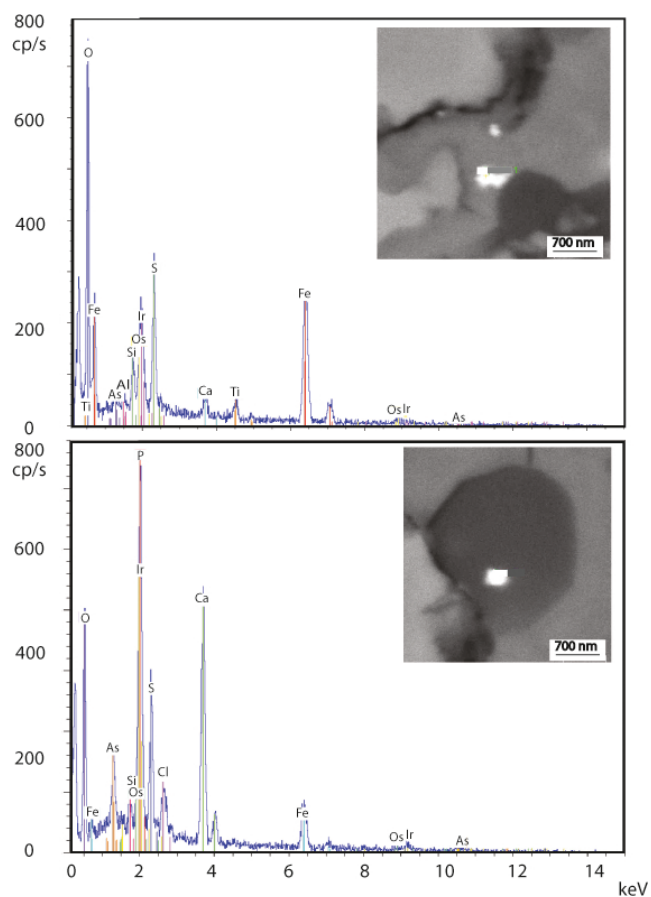 800
cp/s
600
400
200
0
O
Fe
Ti
As
Al
Si
Os
Ir
S
Ca
Ti
Fe
Os Ir
As
700 nm
800
cp/s
600
400
200
0
O
Fe
As
Si
Os
P
Ir
S
Cl
Ca
Fe
Os Ir
As
700 nm
0 2 4 6 8 10 12 14
keV